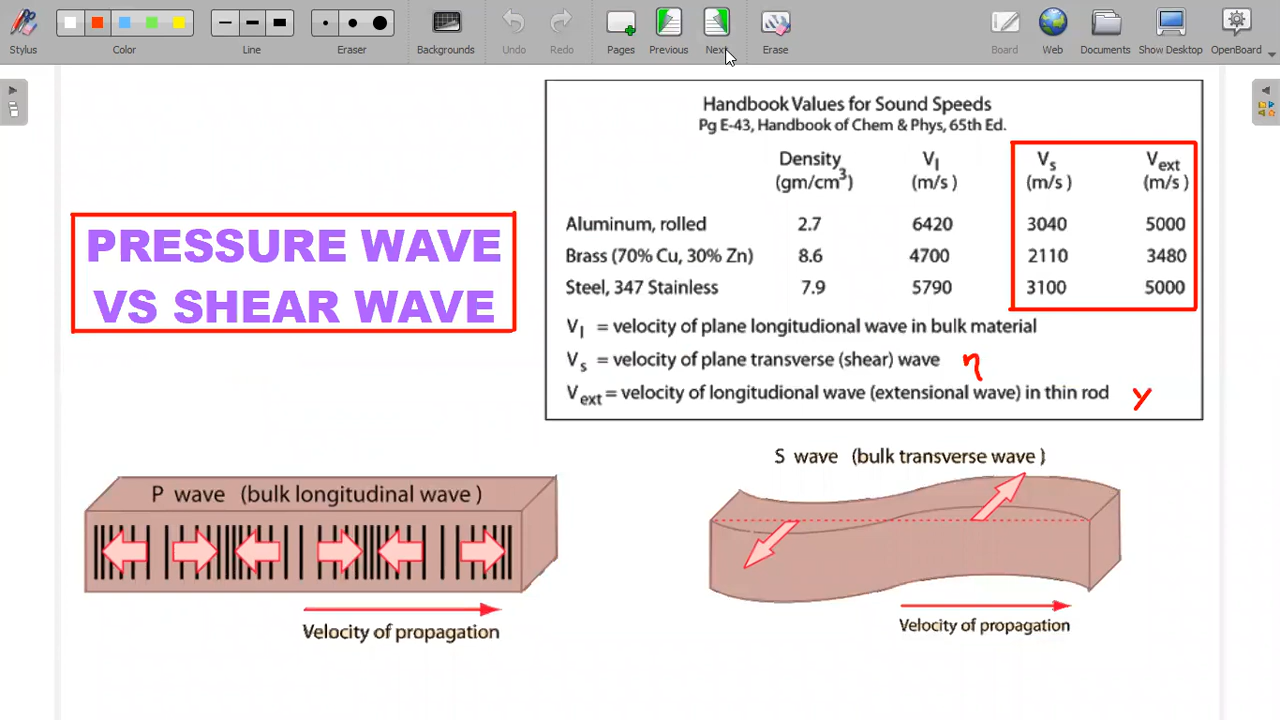 Stylus
Color
Line
Eraser
Backgrounds
Undo
Redo
Pages
Previous
Next
Erase
Board
Web
Documents
Show Desktop
OpenBoard
PRESSURE WAVE
VS SHEAR WAVE
Handbook Values for Sound Speeds
Pg E-43, Handbook of Chem & Phys, 65th Ed.
Density (gm/cm³) Vl (m/s) Vs (m/s) Vext (m/s)
Aluminum, rolled 2.7 6420 3040 5000
Brass (70% Cu, 30% Zn) 8.6 4700 2110 3480
Steel, 347 Stainless 7.9 5790 3100 5000
Vl = velocity of plane longitudional wave in bulk material
Vs = velocity of plane transverse (shear) wave η
Vext = velocity of longitudional wave (extensional wave) in thin rod Y
P wave (bulk longitudinal wave)
Velocity of propagation
S wave (bulk transverse wave)
Velocity of propagation